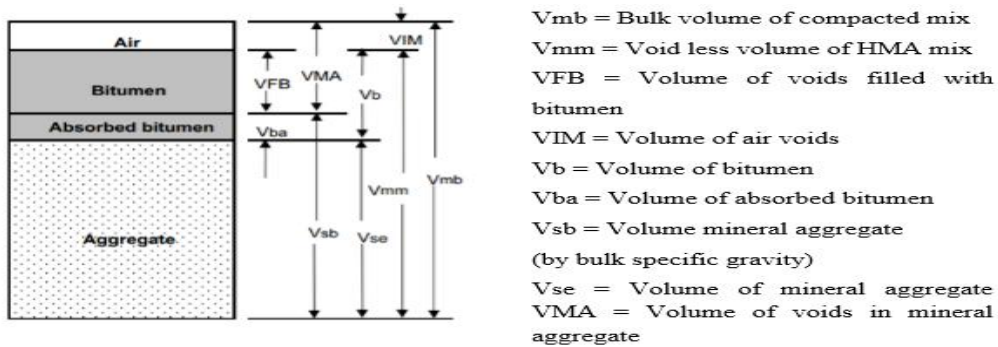 Air
Bitumen
Absorbed bitumen
Aggregate
VIM
VMA
VFB
Vb
Vba
Vmm
Vmb
Vsb
Vse
Vmb = Bulk volume of compacted mix
Vmm = Void less volume of HMA mix
VFB = Volume of voids filled with
bitumen
VIM = Volume of air voids
Vb = Volume of bitumen
Vba = Volume of absorbed bitumen
Vsb = Volume mineral aggregate
(by bulk specific gravity)
Vse = Volume of mineral aggregate
VMA = Volume of voids in mineral
aggregate